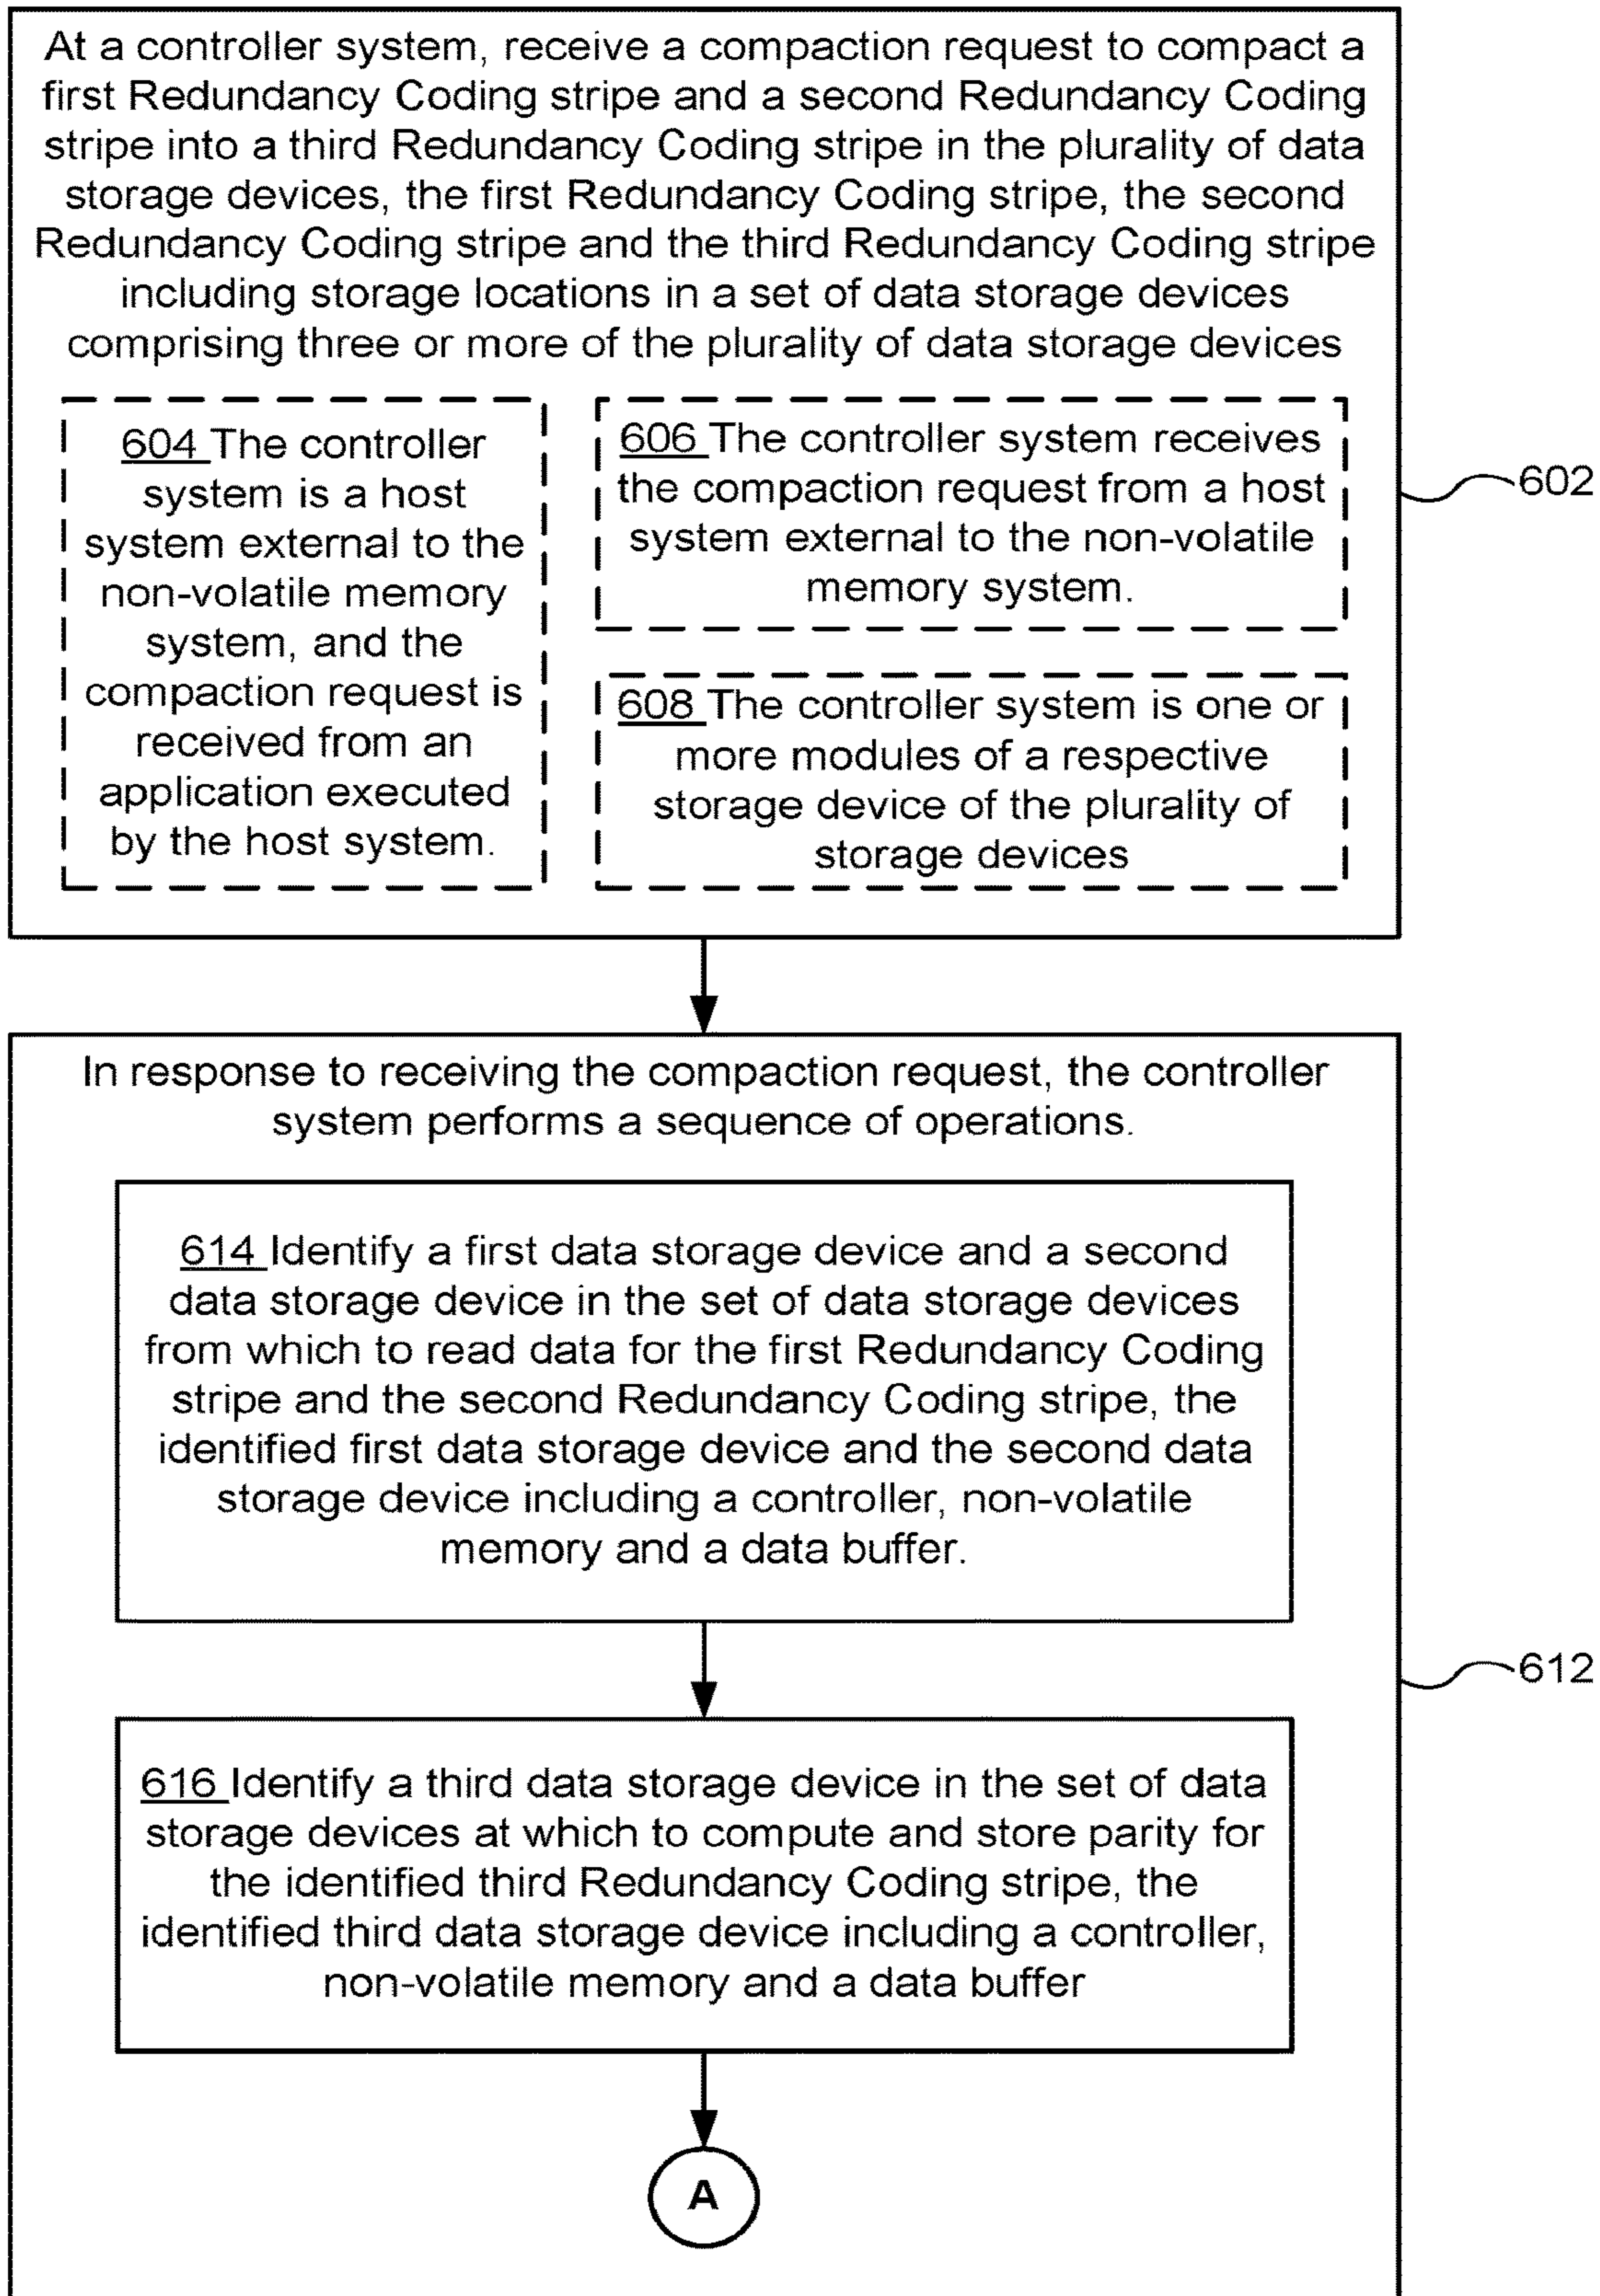 At a controller system, receive a compaction request to compact a
first Redundancy Coding stripe and a second Redundancy Coding
stripe into a third Redundancy Coding stripe in the plurality of data
storage devices, the first Redundancy Coding stripe, the second
Redundancy Coding stripe and the third Redundancy Coding stripe
including storage locations in a set of data storage devices
comprising three or more of the plurality of data storage devices
604 The controller
system is a host
system external to the
non-volatile memory
system, and the
compaction request is
received from an
application executed
by the host system.
606 The controller system receives
the compaction request from a host
system external to the non-volatile
memory system.
608 The controller system is one or
more modules of a respective
storage device of the plurality of
storage devices
602
In response to receiving the compaction request, the controller
system performs a sequence of operations.
614 Identify a first data storage device and a second
data storage device in the set of data storage devices
from which to read data for the first Redundancy Coding
stripe and the second Redundancy Coding stripe, the
identified first data storage device and the second data
storage device including a controller, non-volatile
memory and a data buffer.
612
616 Identify a third data storage device in the set of data
storage devices at which to compute and store parity for
the identified third Redundancy Coding stripe, the
identified third data storage device including a controller,
non-volatile memory and a data buffer
A